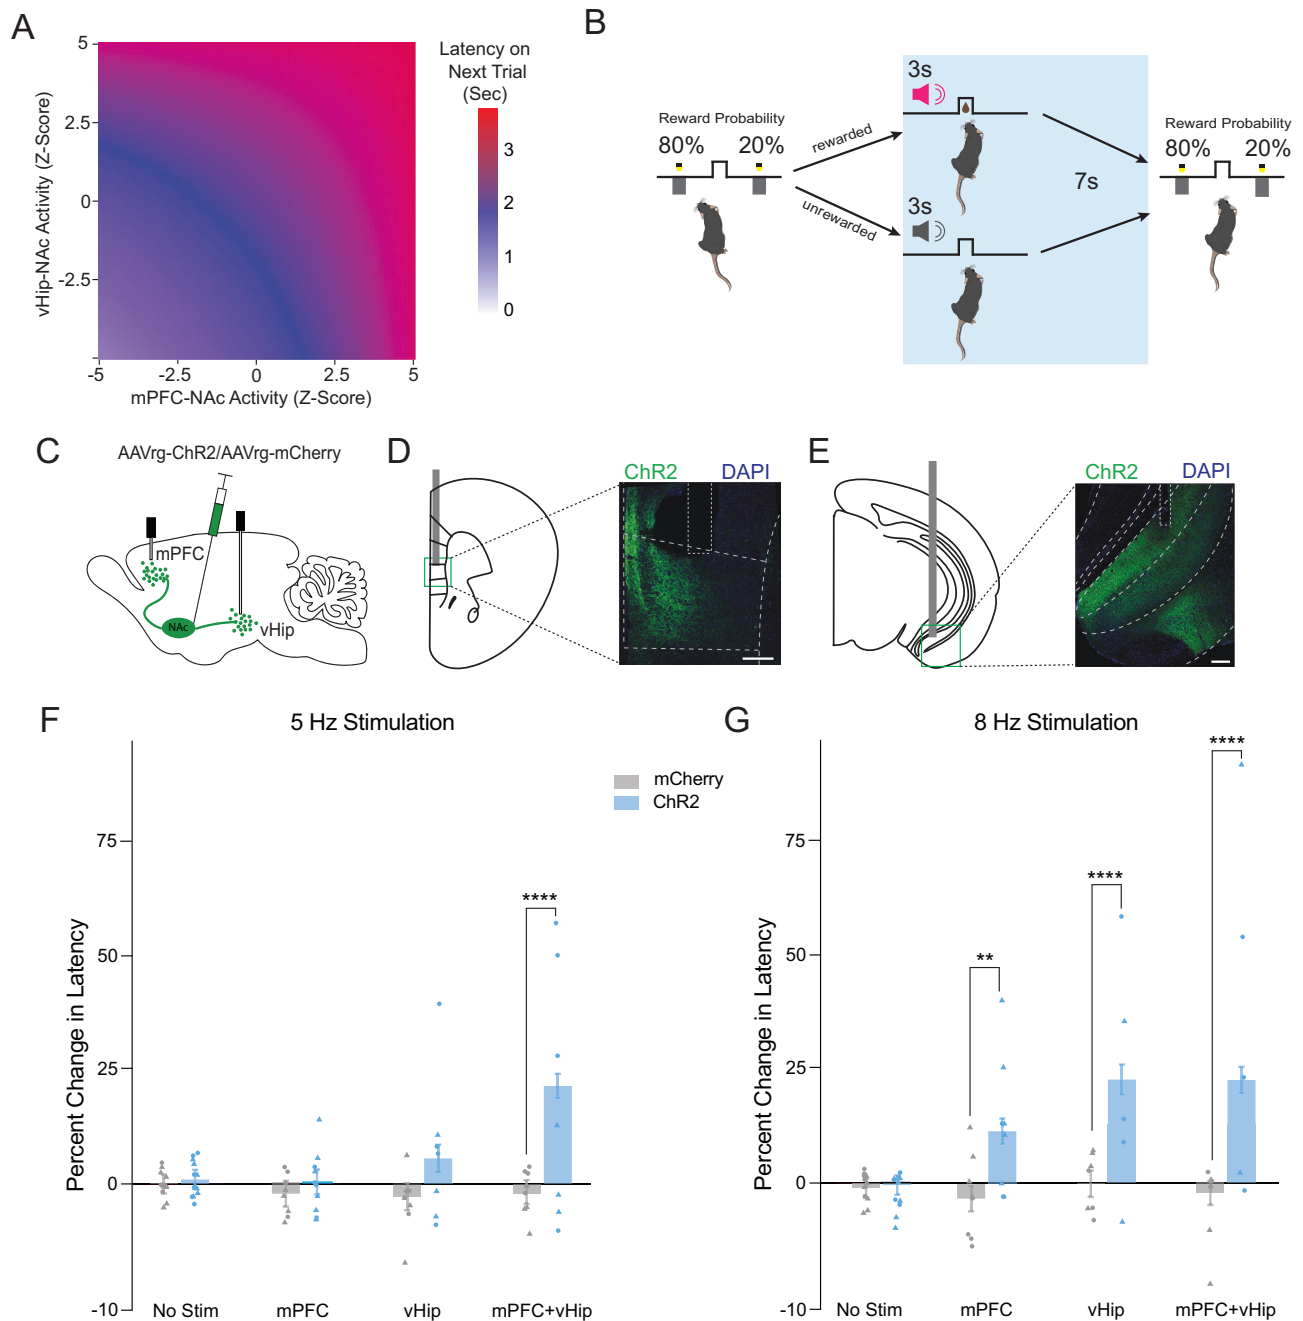 A
Latency on
Next Trial
(Sec)
5
2.5
0
-2.5
-5
-2.5
0
2.5
5
vHip-NAc Activity (Z-Score)
mPFC-NAc Activity (Z-Score)
3
2
1
0
B
Reward Probability
80% 20%
rewarded
unrewarded
3s
3s
7s
Reward Probability
80% 20%
C
AAVrg-ChR2/AAVrg-mCherry
mPFC
NAc
vHip
D
ChR2 DAPI
E
ChR2 DAPI
F
5 Hz Stimulation
Percent Change in Latency
75
50
25
0
-10
****
No Stim mPFC vHip mPFC+vHip
mCherry
ChR2
G
8 Hz Stimulation
Percent Change in Latency
75
50
25
0
-10
**
****
****
No Stim mPFC vHip mPFC+vHip